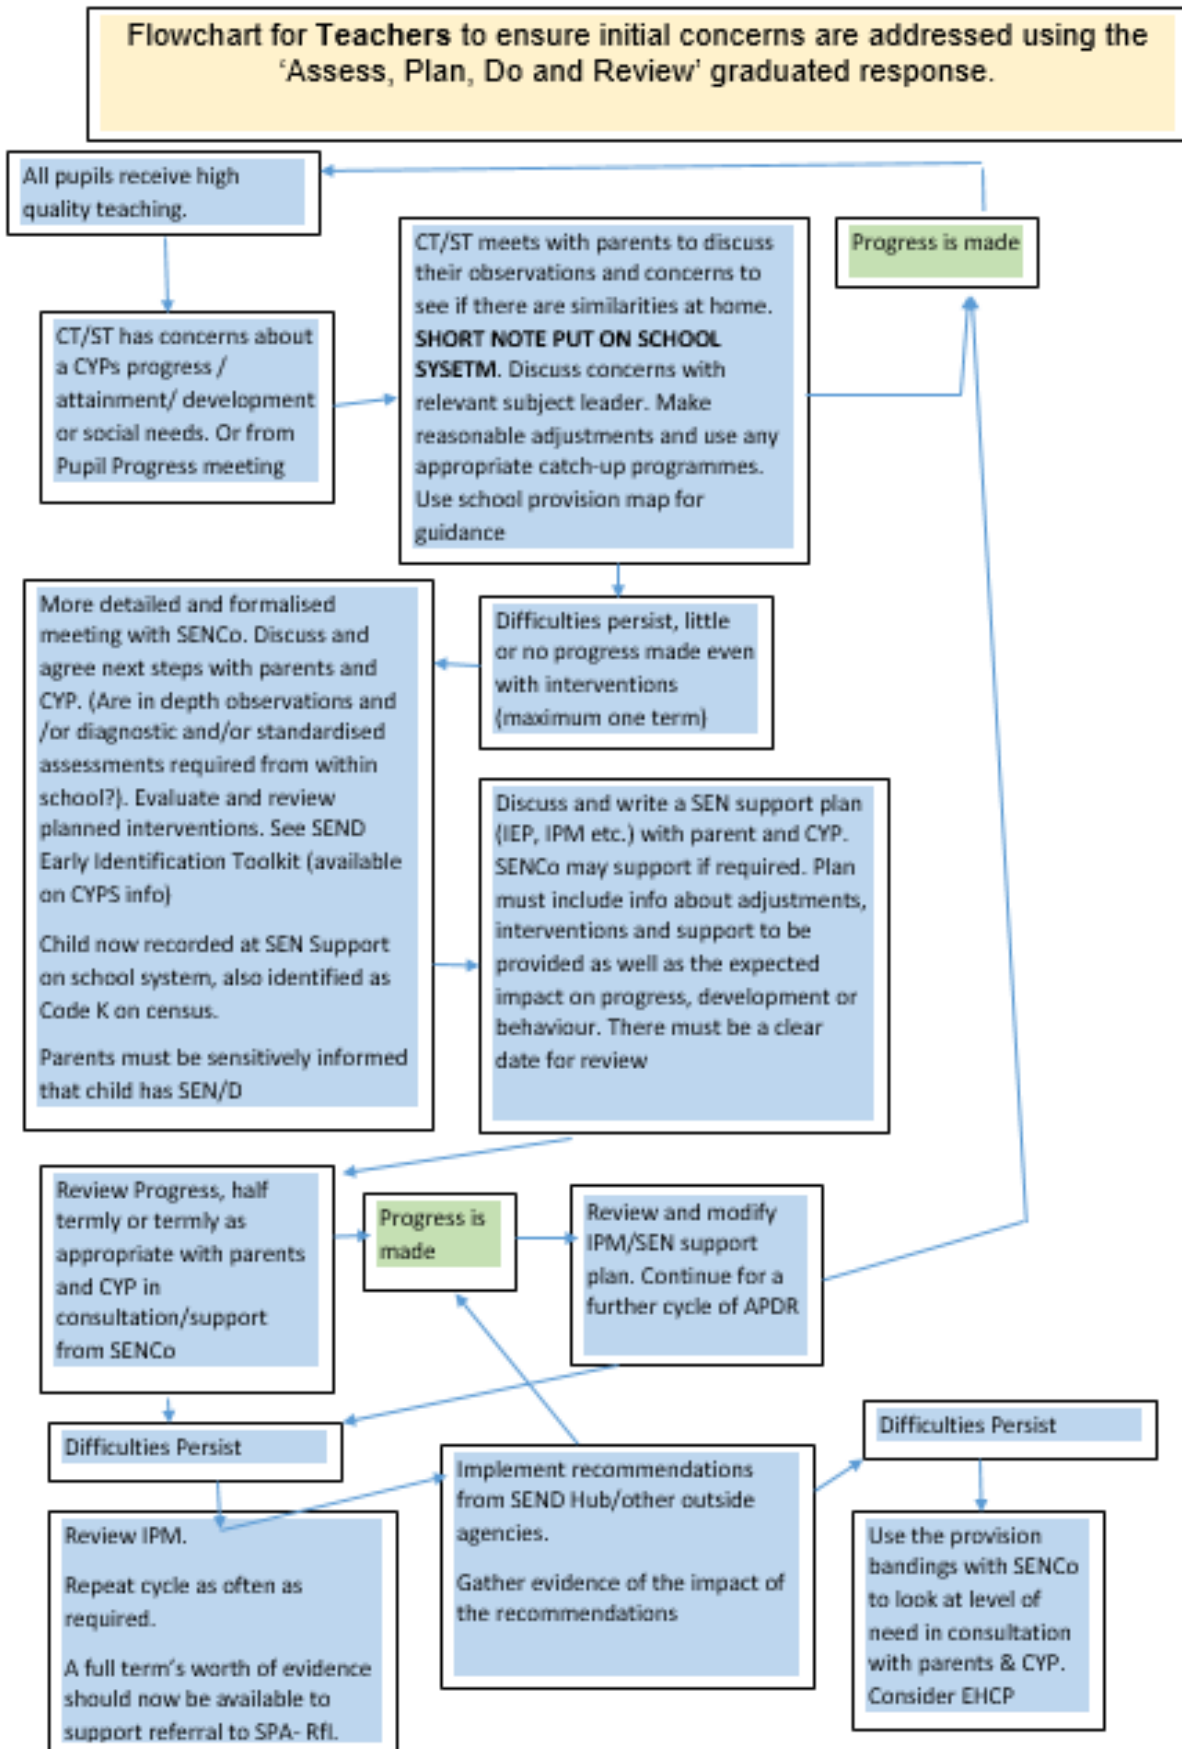 Flowchart for Teachers to ensure initial concerns are addressed using the
‘Assess, Plan, Do and Review’ graduated response.
All pupils receive high
quality teaching.
CT/ST has concerns about
a CYPs progress /
attainment/ development
or social needs. Or from
Pupil Progress meeting
CT/ST meets with parents to discuss
their observations and concerns to
see if there are similarities at home.
SHORT NOTE PUT ON SCHOOL
SYSETM. Discuss concerns with
relevant subject leader. Make
reasonable adjustments and use any
appropriate catch-up programmes.
Use school provision map for
guidance
Progress is made
Difficulties persist, little
or no progress made even
with interventions
(maximum one term)
More detailed and formalised
meeting with SENCo. Discuss and
agree next steps with parents and
CYP. (Are in depth observations and
/or diagnostic and/or standardised
assessments required from within
school?). Evaluate and review
planned interventions. See SEND
Early Identification Toolkit (available
on CYPS info)
Child now recorded at SEN Support
on school system, also identified as
Code K on census.
Parents must be sensitively informed
that child has SEN/D
Discuss and write a SEN support plan
(IEP, IPM etc.) with parent and CYP.
SENCo may support if required. Plan
must include info about adjustments,
interventions and support to be
provided as well as the expected
impact on progress, development or
behaviour. There must be a clear
date for review
Review Progress, half
termly or termly as
appropriate with parents
and CYP in
consultation/support
from SENCo
Progress is
made
Review and modify
IPM/SEN support
plan. Continue for a
further cycle of APDR
Difficulties Persist
Review IPM.
Repeat cycle as often as
required.
A full term’s worth of evidence
should now be available to
support referral to SPA- RfI.
Implement recommendations
from SEND Hub/other outside
agencies.
Gather evidence of the impact of
the recommendations
Difficulties Persist
Use the provision
bandings with SENCo
to look at level of
need in consultation
with parents & CYP.
Consider EHCP